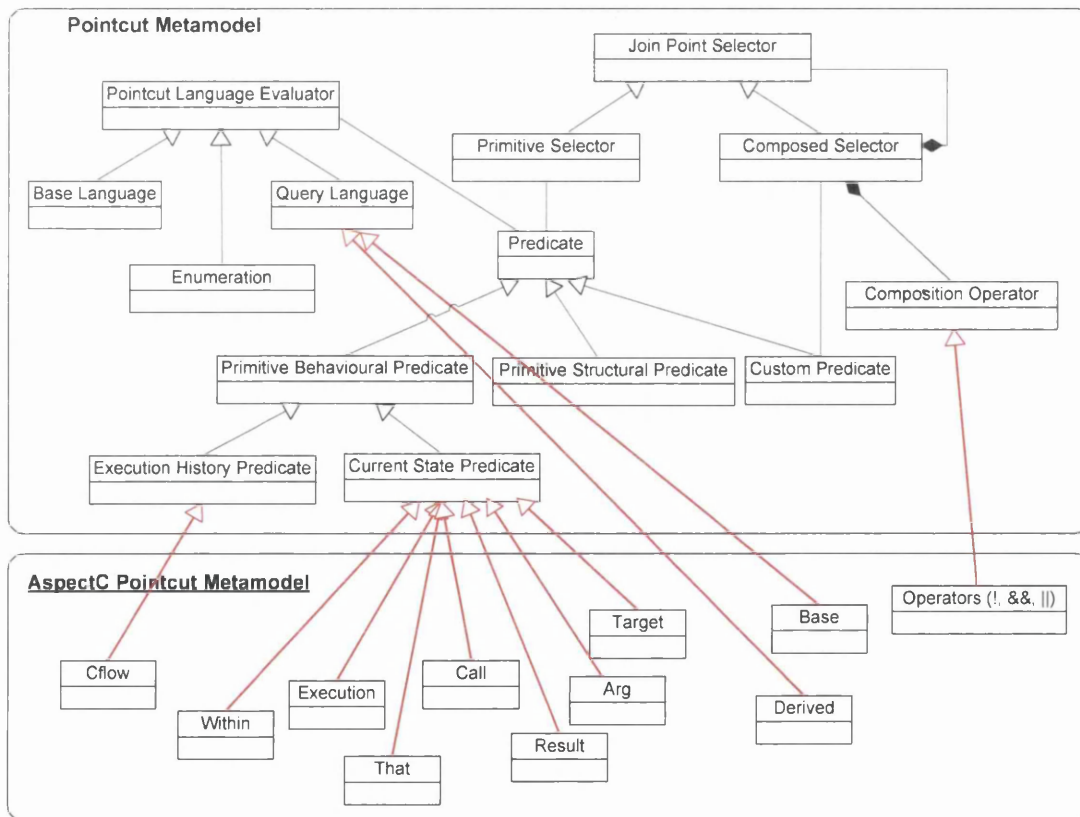 Pointcut Metamodel
Join Point Selector
Pointcut Language Evaluator
Primitive Selector
Composed Selector
Base Language
Query Language
Predicate
Enumeration
Composition Operator
Primitive Behavioural Predicate
Primitive Structural Predicate
Custom Predicate
Execution History Predicate
Current State Predicate
AspectC Pointcut Metamodel
Operators (!, &&, ||)
Target
Base
Cflow
Call
Execution
Arg
Within
Derived
Result
That